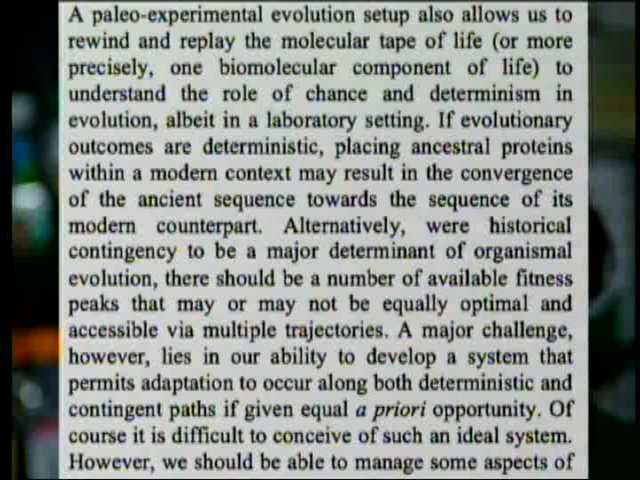 A paleo-experimental evolution setup also allows us to
rewind and replay the molecular tape of life (or more
precisely, one biomolecular component of life) to
understand the role of chance and determinism in
evolution, albeit in a laboratory setting. If evolutionary
outcomes are deterministic, placing ancestral proteins
within a modern context may result in the convergence
of the ancient sequence towards the sequence of its
modern counterpart. Alternatively, were historical
contingency to be a major determinant of organismal
evolution, there should be a number of available fitness
peaks that may or may not be equally optimal and
accessible via multiple trajectories. A major challenge,
however, lies in our ability to develop a system that
permits adaptation to occur along both deterministic and
contingent paths if given equal a priori opportunity. Of
course it is difficult to conceive of such an ideal system.
However, we should be able to manage some aspects of